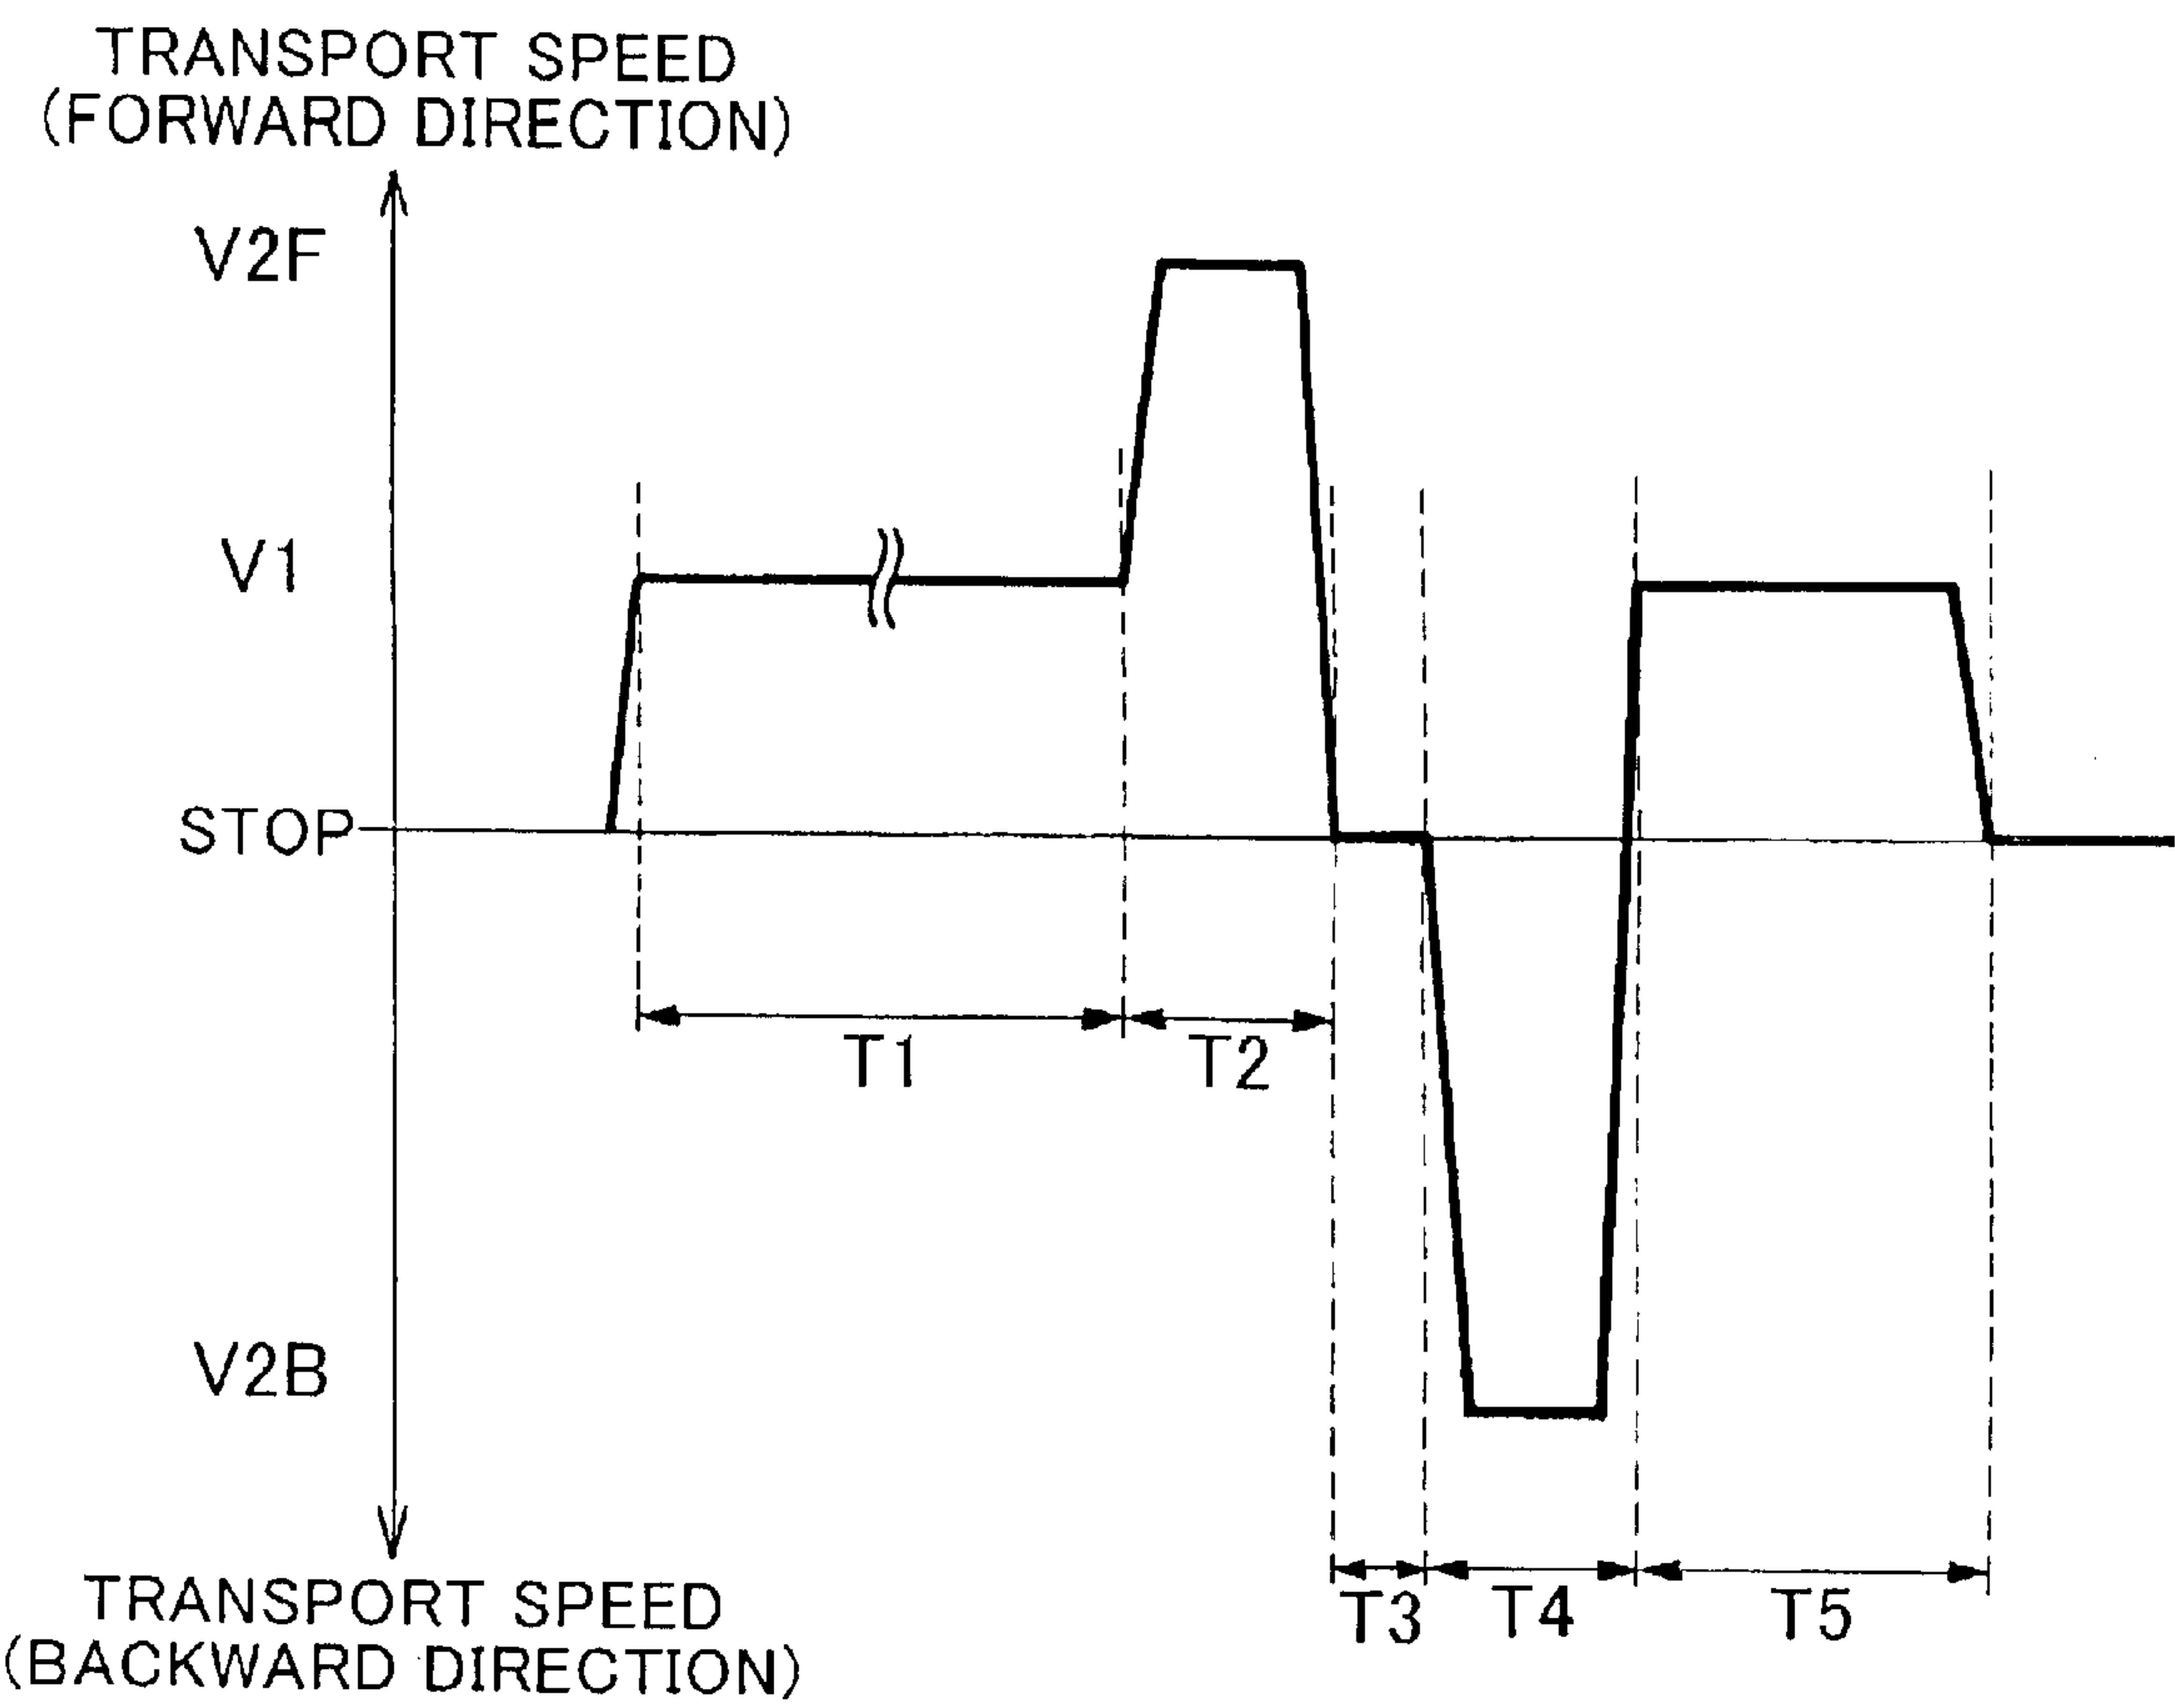 TRANSPORT SPEED
(FORWARD DIRECTION)
V2F
V1
STOP
T1
T2
V2B
T3
T4
T5
TRANSPORT SPEED
(BACKWARD DIRECTION)